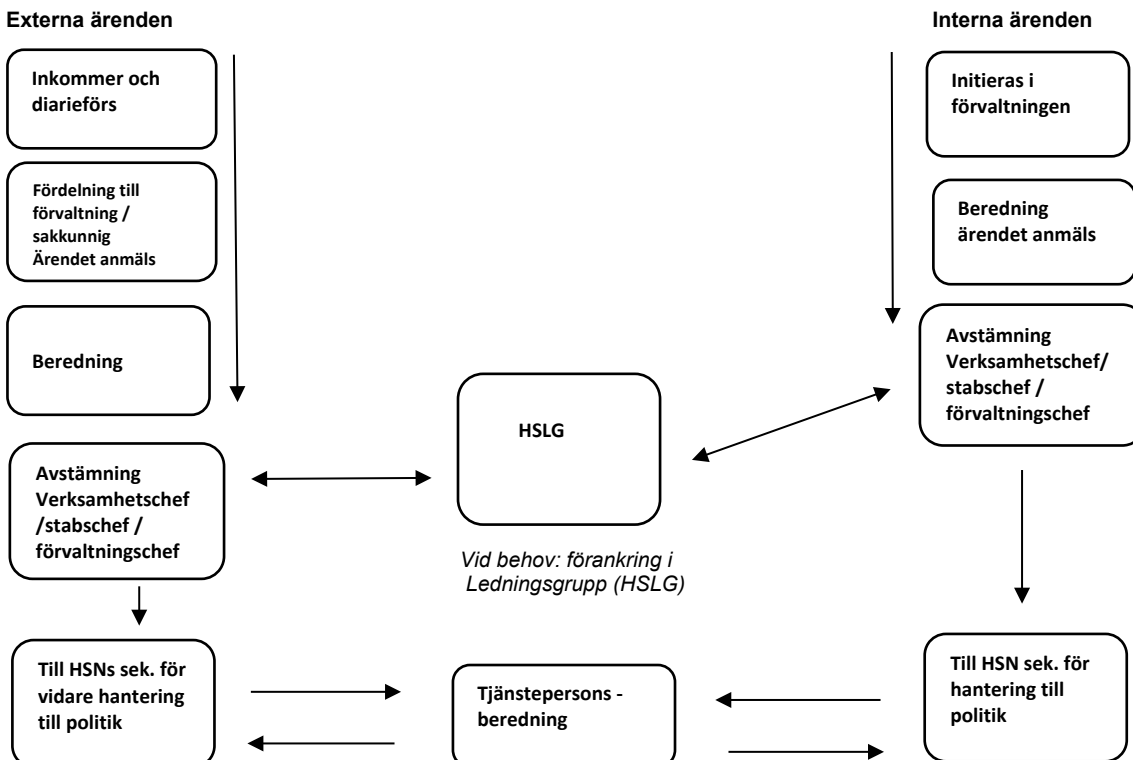 Externa ärenden
Inkommer och
diarieförs
Fördelning till
förvaltning /
sakkunnig
Ärendet anmäls
Beredning
Avstämning
Verksamhetschef
/stabschef /
förvaltningschef
Till HSNs sek. för
vidare hantering
till politik
HSLG
Vid behov: förankring i
Ledningsgrupp (HSLG)
Tjänstepersons -
beredning
Interna ärenden
Initieras i
förvaltningen
Beredning
ärendet anmäls
Avstämning
Verksamhetschef/
stabschef /
förvaltningschef
Till HSN sek. för
hantering till
politik